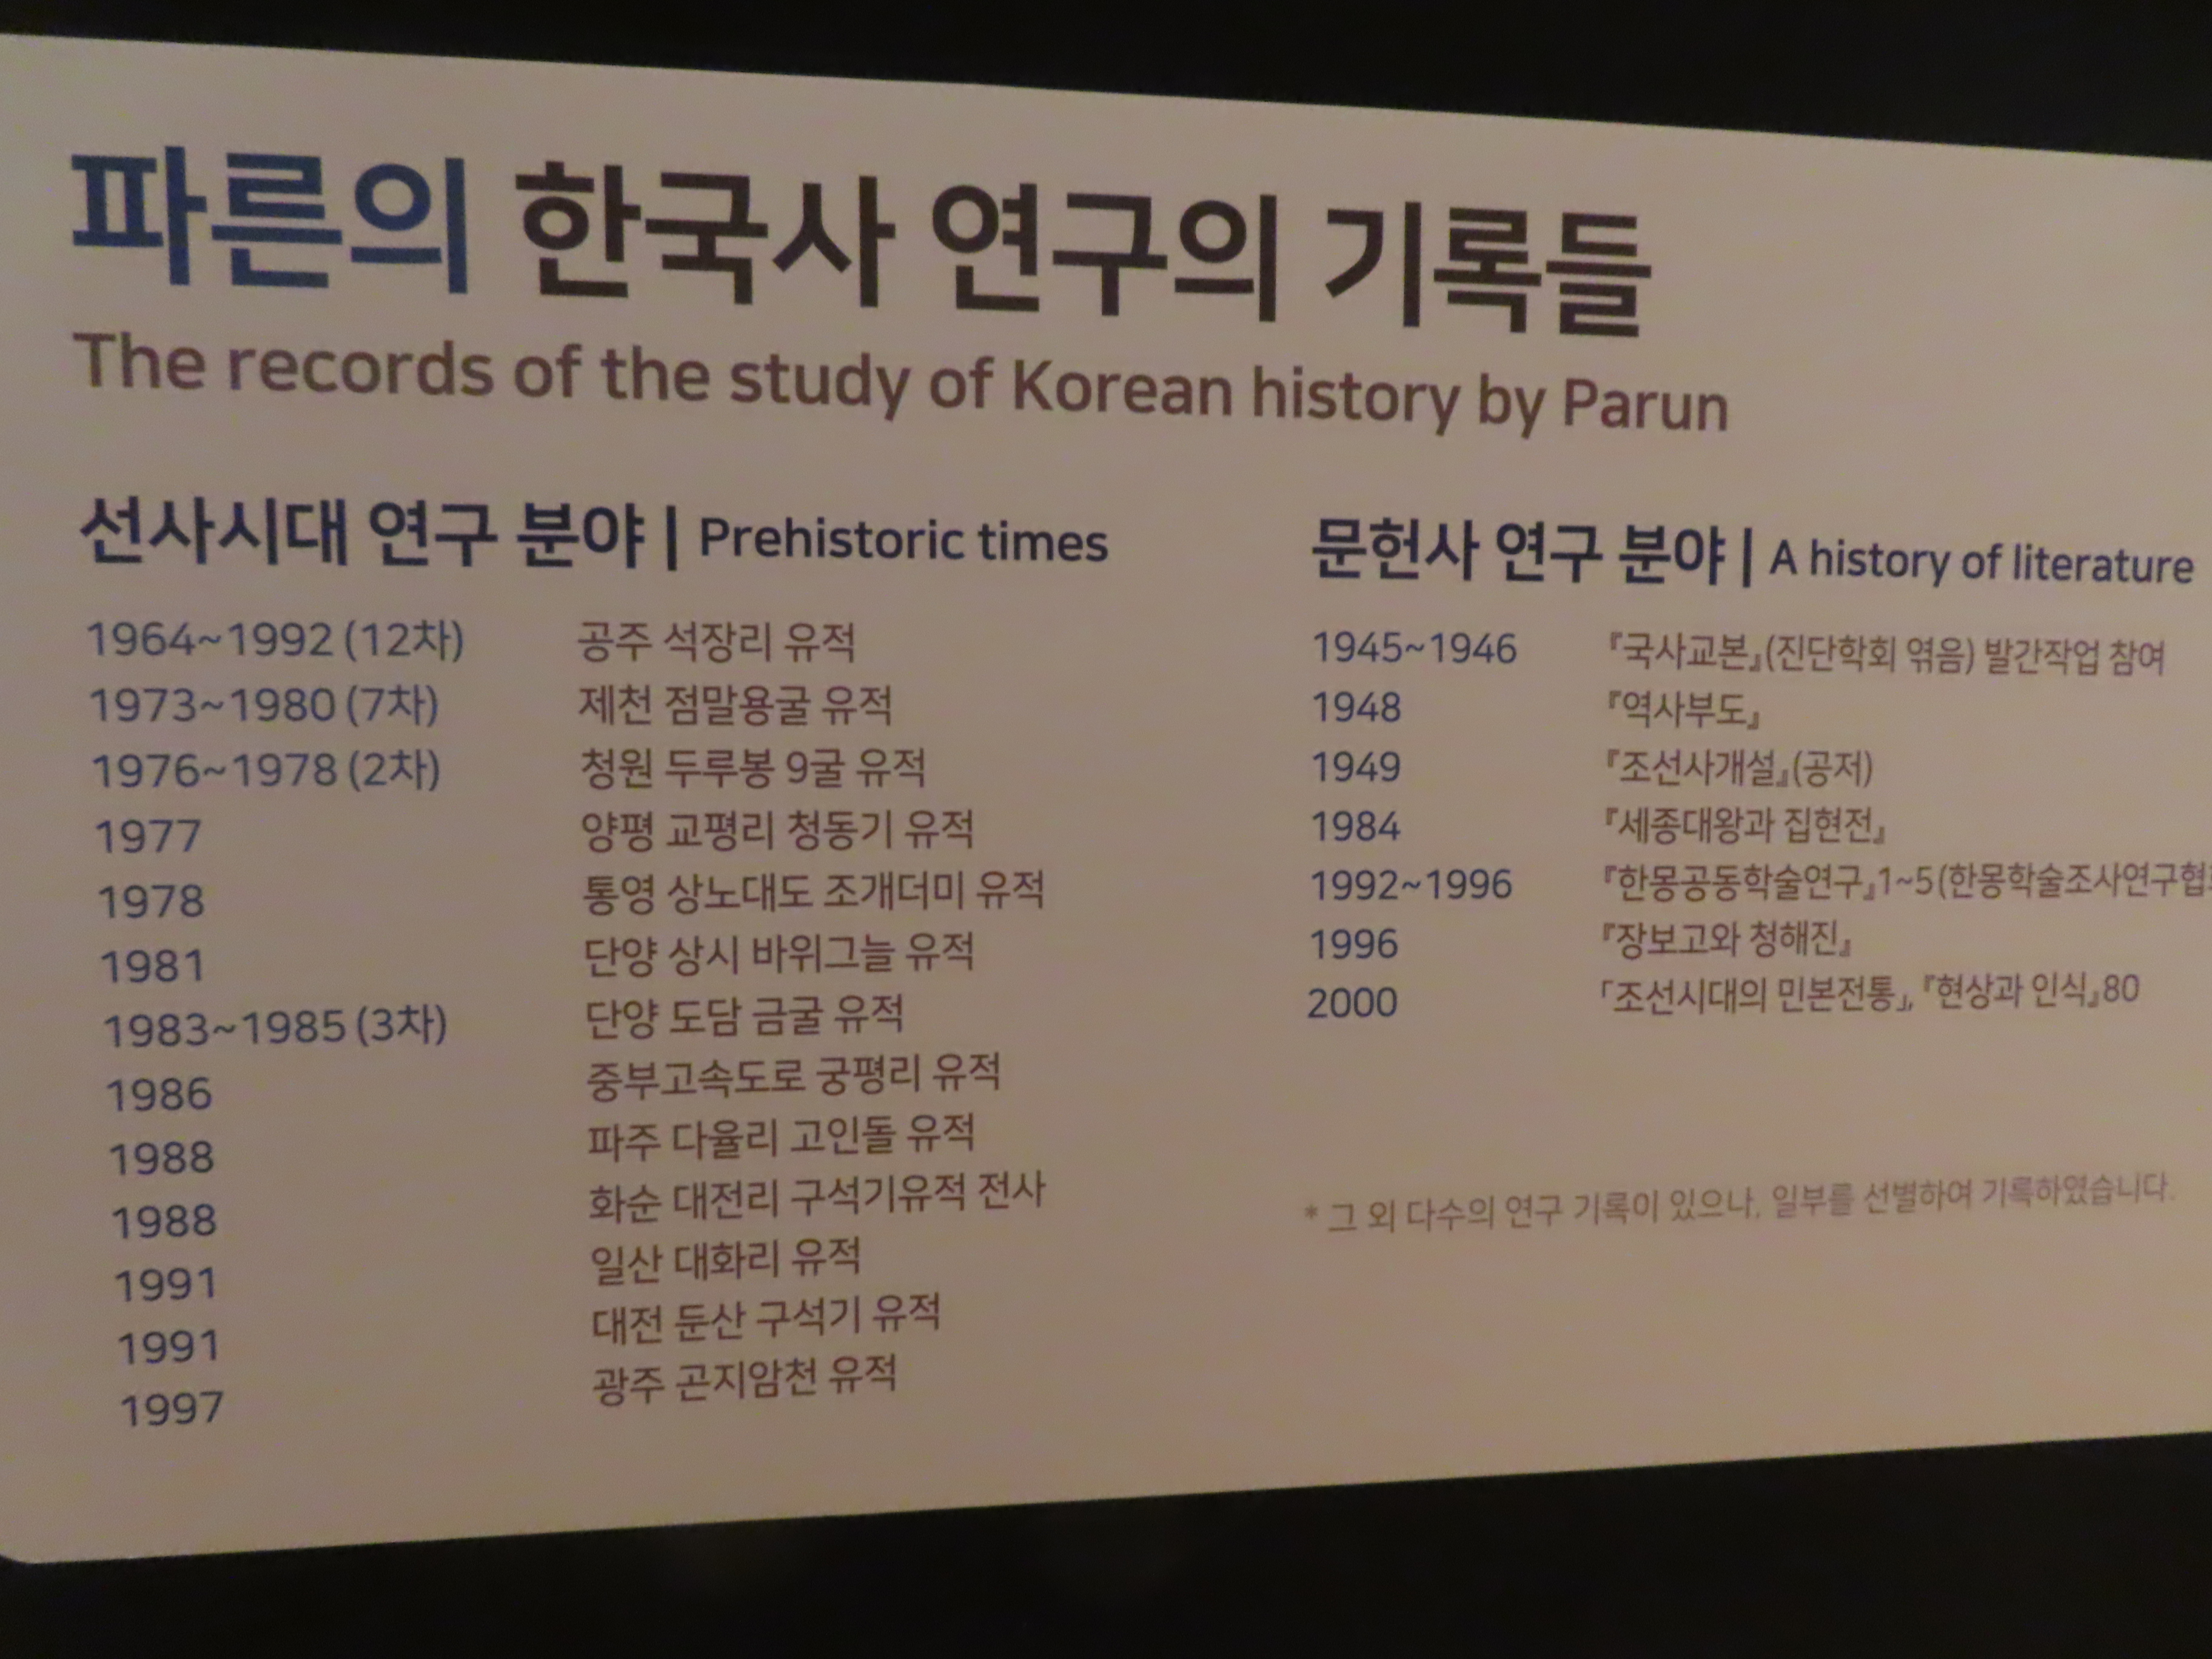 파른의 한국사 연구의 기록들
The records of the study of Korean history by Parun
선사시대 연구 분야 | Prehistoric times
1964~1992 (12차) 공주 석장리 유적
1973~1980 (7차) 제천 점말용굴 유적
1976~1978 (2차) 청원 두루봉 9굴 유적
1977 양평 교평리 청동기 유적
1978 통영 상노대도 조개더미 유적
1981 단양 상시 바위그늘 유적
1983~1985 (3차) 단양 도담 금굴 유적
1986 중부고속도로 궁평리 유적
1988 파주 다율리 고인돌 유적
1988 화순 대전리 구석기유적 전사
1991 일산 대화리 유적
1991 대전 둔산 구석기 유적
1997 광주 곤지암천 유적
문헌사 연구 분야 | A history of literature
1945~1946 『국사교본』(진단학회 엮음) 발간작업 참여
1948 『역사부도』
1949 『조선사개설』(공저)
1984 『세종대왕과 집현전』
1992~1996 『한몽공동학술연구』1~5(한몽학술조사연구협
1996 『장보고와 청해진』
2000 「조선시대의 민본전통」, 『현상과 인식』80
* 그 외 다수의 연구 기록이 있으나, 일부를 선별하여 기록하였습니다.